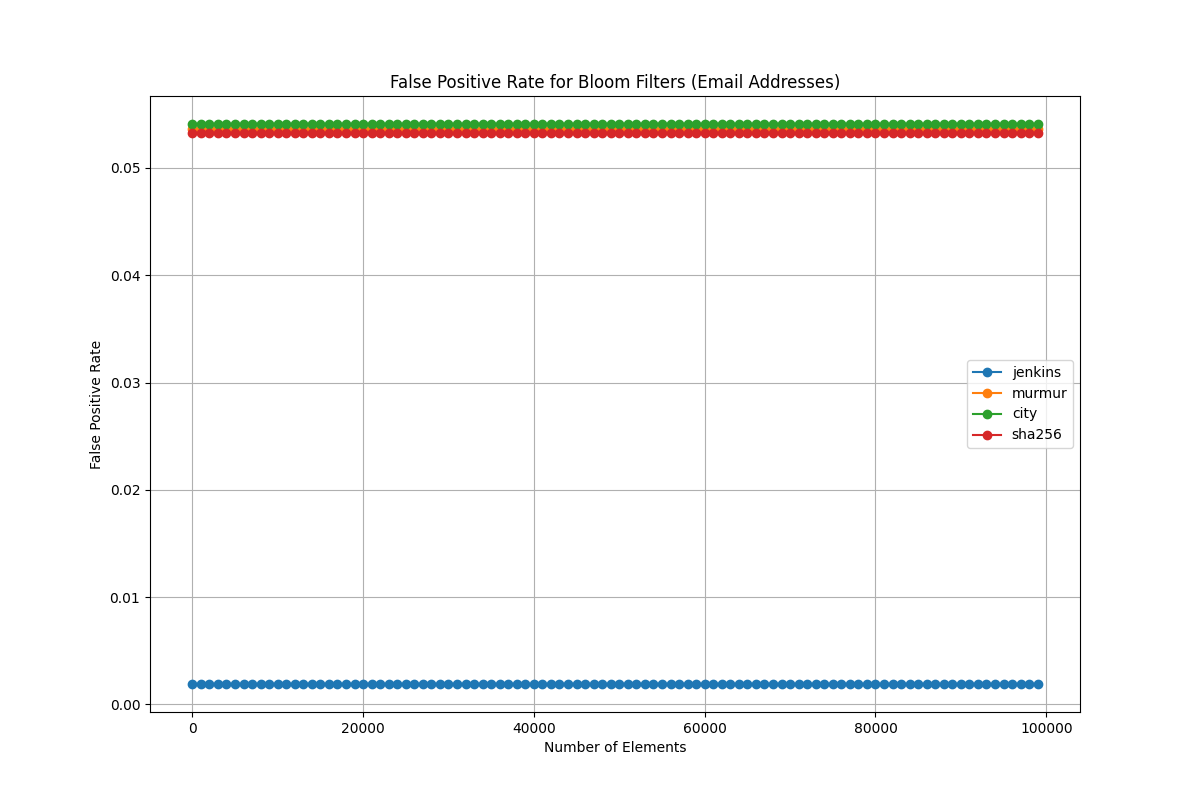 False Positive Rate for Bloom Filters (Email Addresses)
0.05
0.04
0.03
0.02
0.01
0.00
False Positive Rate
jenkins
murmur
city
sha256
0 20000 40000 60000 80000 100000
Number of Elements